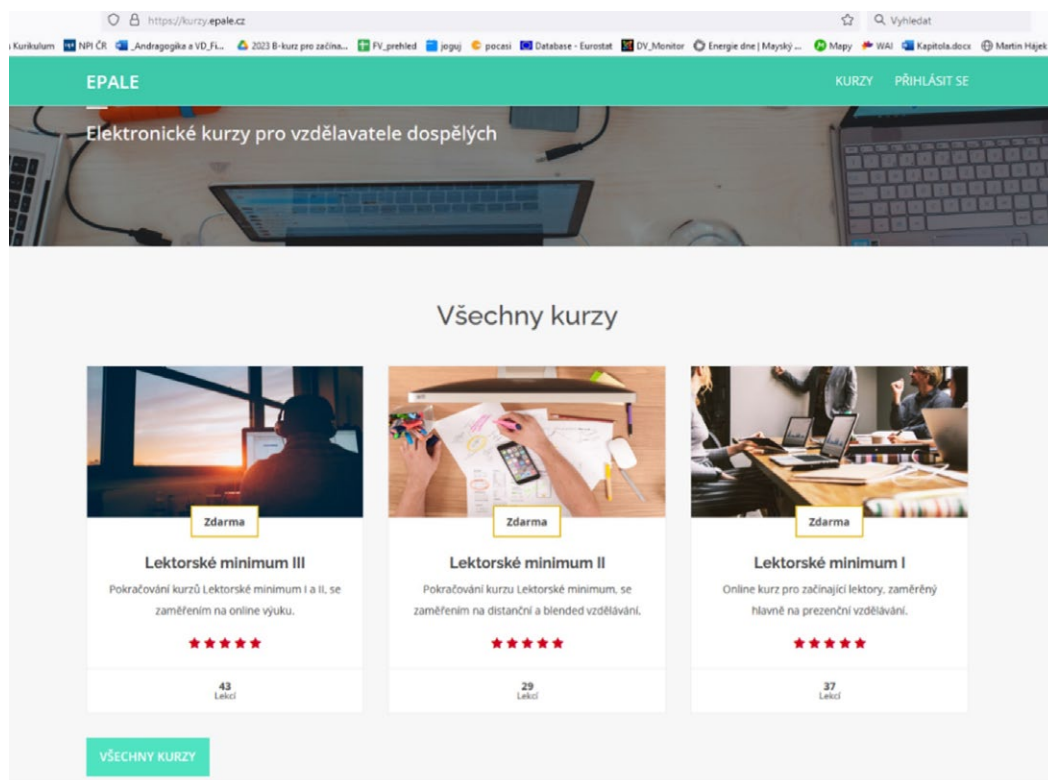 https://kurzy.epale.cz
Vyhledat
Kurikulum NPI ČR _Andragogika a VD_Fi... 2023 B-kurz pro začína... FV_prehled joguj pocasi Database - Eurostat DV_Monitor Energie dne | Mayský ... Mapy WAI Kapitola.docx Martin Hájek
EPALE
KURZY PŘIHLÁSIT SE
Elektronické kurzy pro vzdělavatele dospělých
Všechny kurzy
Zdarma
Lektorské minimum III
Pokračování kurzů Lektorské minimum I a II, se
zaměřením na online výuku.
43
Lekcí
Zdarma
Lektorské minimum II
Pokračování kurzu Lektorské minimum, se
zaměřením na distanční a blended vzdělávání.
29
Lekcí
Zdarma
Lektorské minimum I
Online kurz pro začínající lektory, zaměřený
hlavně na prezenční vzdělávání.
37
Lekcí
VŠECHNY KURZY